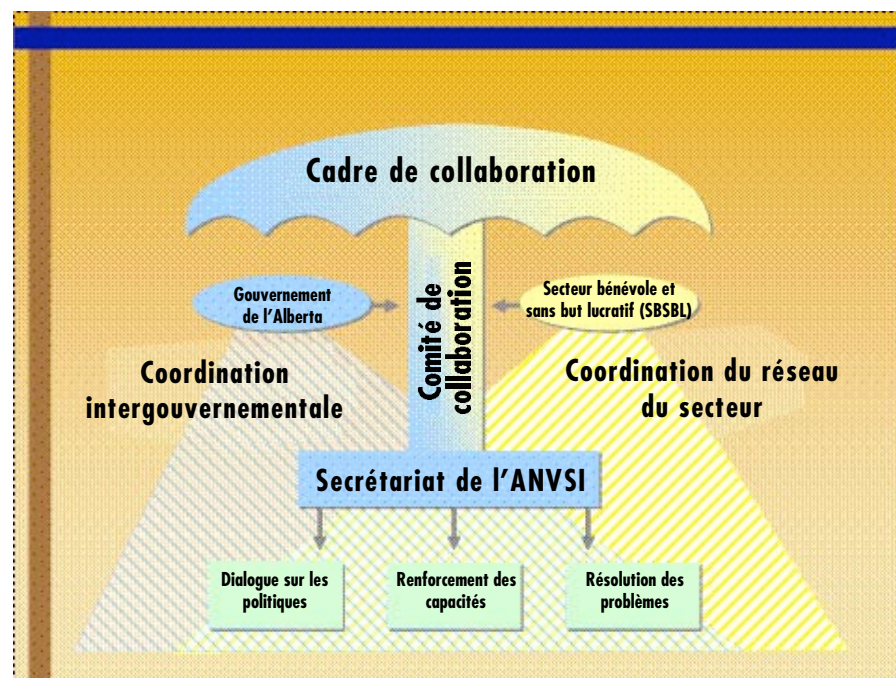 Cadre de collaboration
Gouvernement
de l'Alberta
Comité de
collaboration
Secteur bénévole et
sans but lucratif (SBSBL)
Coordination
intergouvernementale
Coordination du réseau
du secteur
Secrétariat de l'ANVSI
Dialogue sur les
politiques
Renforcement des
capacités
Résolution des
problèmes